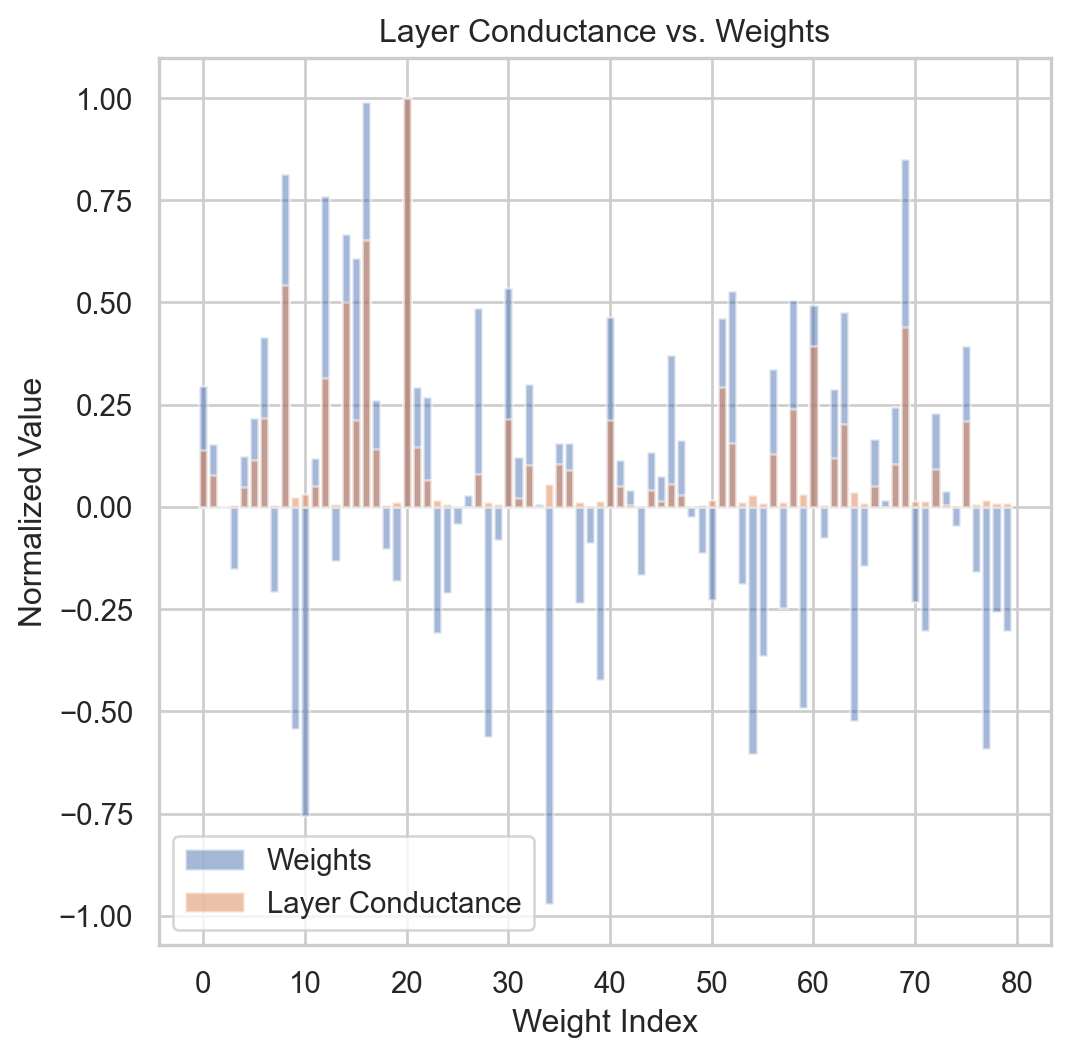 Layer Conductance vs. Weights
1.00
0.75
0.50
0.25
0.00
−0.25
−0.50
−0.75
−1.00
Normalized Value
Weights
Layer Conductance
0 10 20 30 40 50 60 70 80
Weight Index